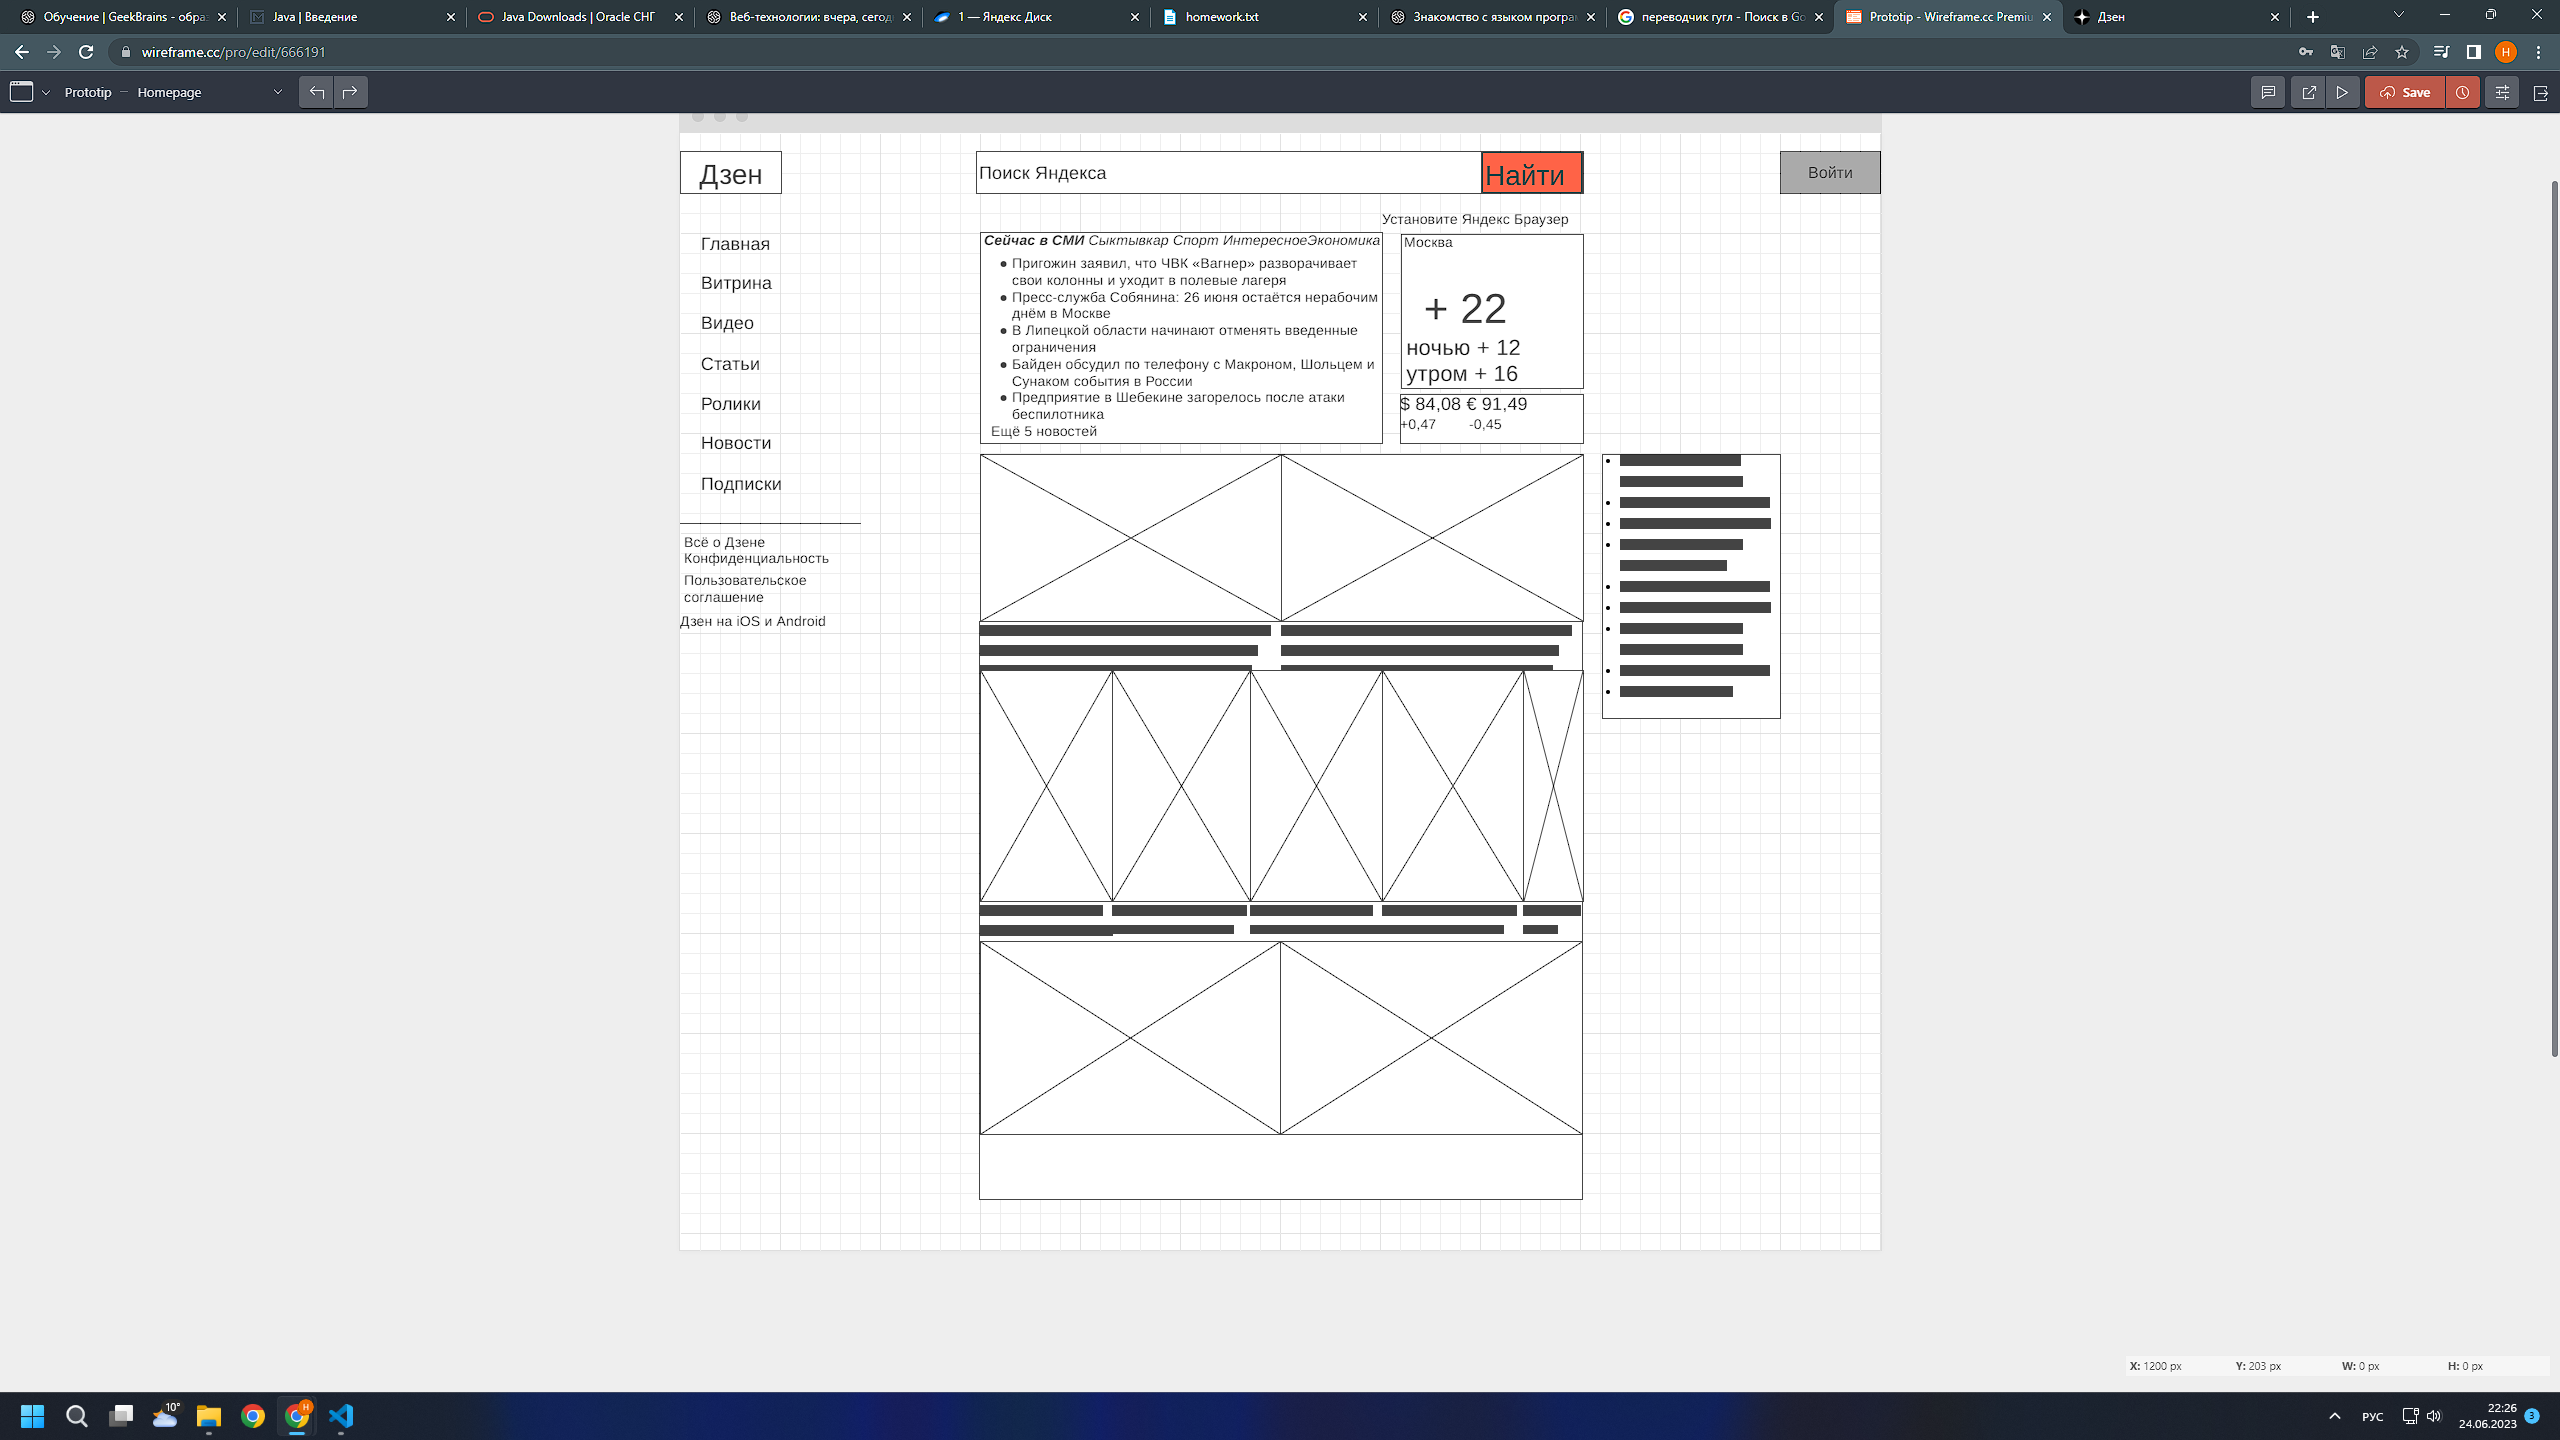 Обучение | GeekBrains - обра
Java | Введение
Java Downloads | Oracle СНГ
Веб-технологии: вчера, сегод
1 — Яндекс Диск
homework.txt
Знакомство с языком програ
переводчик гугл - Поиск в Go
Prototip - Wireframe.cc Premiu
Дзен
wireframe.cc/pro/edit/666191
H
Prototip – Homepage
Save
Дзен
Поиск Яндекса
Найти
Войти
Установите Яндекс Браузер
Главная
Витрина
Видео
Статьи
Ролики
Новости
Подписки
Всё о Дзене
Конфиденциальность
Пользовательское
соглашение
Дзен на iOS и Android
Сейчас в СМИ Сыктывкар Спорт ИнтересноеЭкономика
● Пригожин заявил, что ЧВК «Вагнер» разворачивает
свои колонны и уходит в полевые лагеря
● Пресс-служба Собянина: 26 июня остаётся нерабочим
днём в Москве
● В Липецкой области начинают отменять введенные
ограничения
● Байден обсудил по телефону с Макроном, Шольцем и
Сунаком события в России
● Предприятие в Шебекине загорелось после атаки
беспилотника
Ещё 5 новостей
Москва
+ 22
ночью + 12
утром + 16
$ 84,08 € 91,49
+0,47 -0,45
X: 1200 px Y: 203 px W: 0 px H: 0 px
10°
H
РУС
22:26
24.06.2023
3